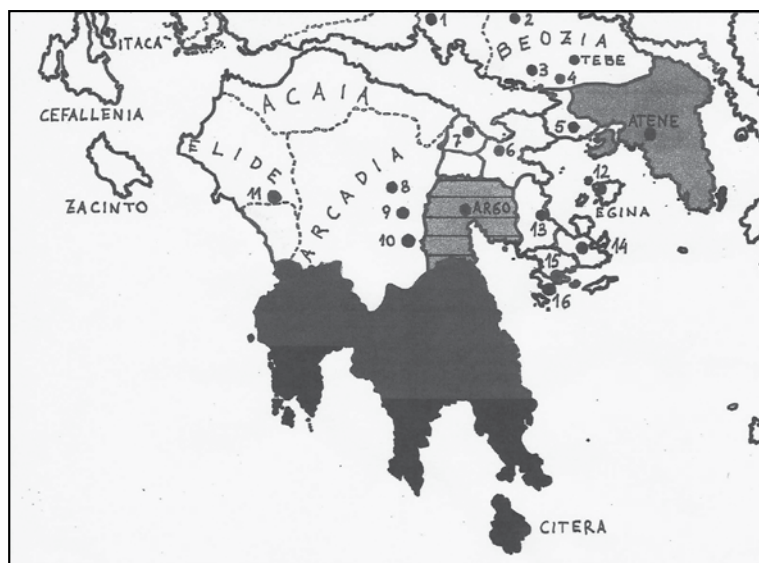 1
2
BEOZIA
ITACA
TEBE
3
4
CEFALLENIA
ACAIA
ATENE
5
7
6
ELIDE
ARCADIA
8
12
ZACINTO
11
9
ARGO
EGINA
13
10
14
15
16
CITERA